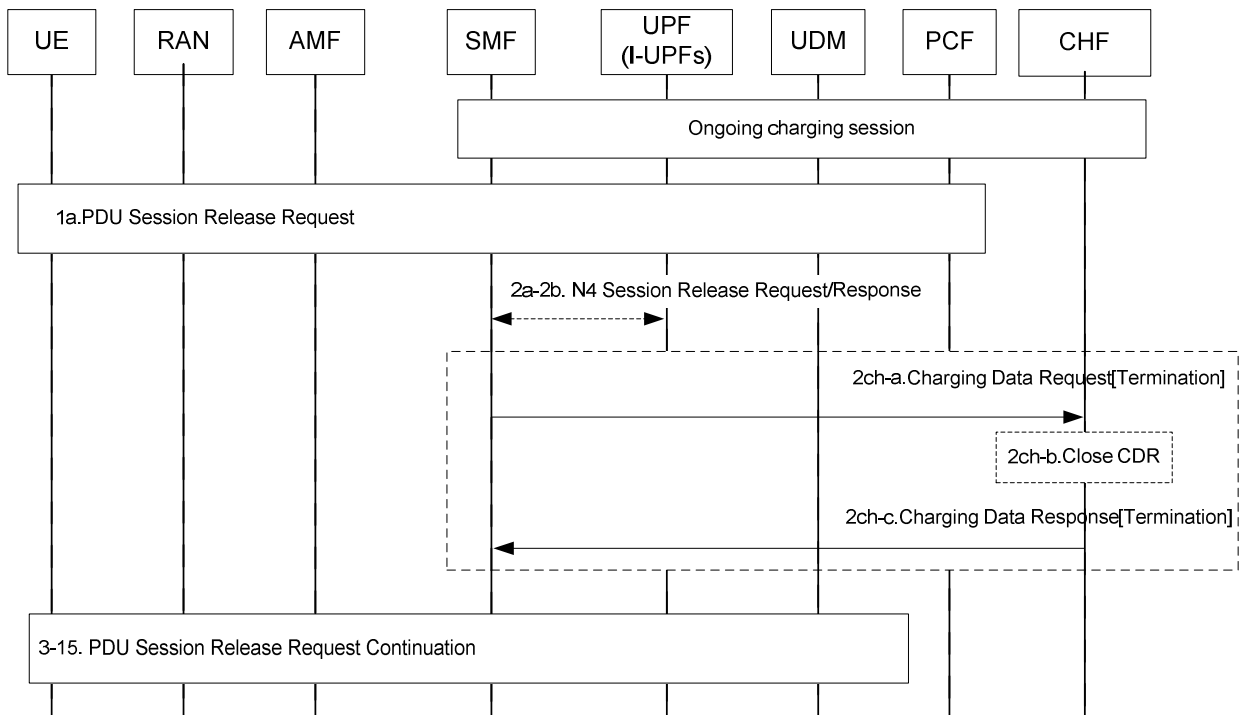 UE
RAN
AMF
SMF
UPF
(I-UPFs)
UDM
PCF
CHF
Ongoing charging session
1a.PDU Session Release Request
2a-2b. N4 Session Release Request/Response
2ch-a.Charging Data Request[Termination]
2ch-b.Close CDR
2ch-c.Charging Data Response[Termination]
3-15. PDU Session Release Request Continuation